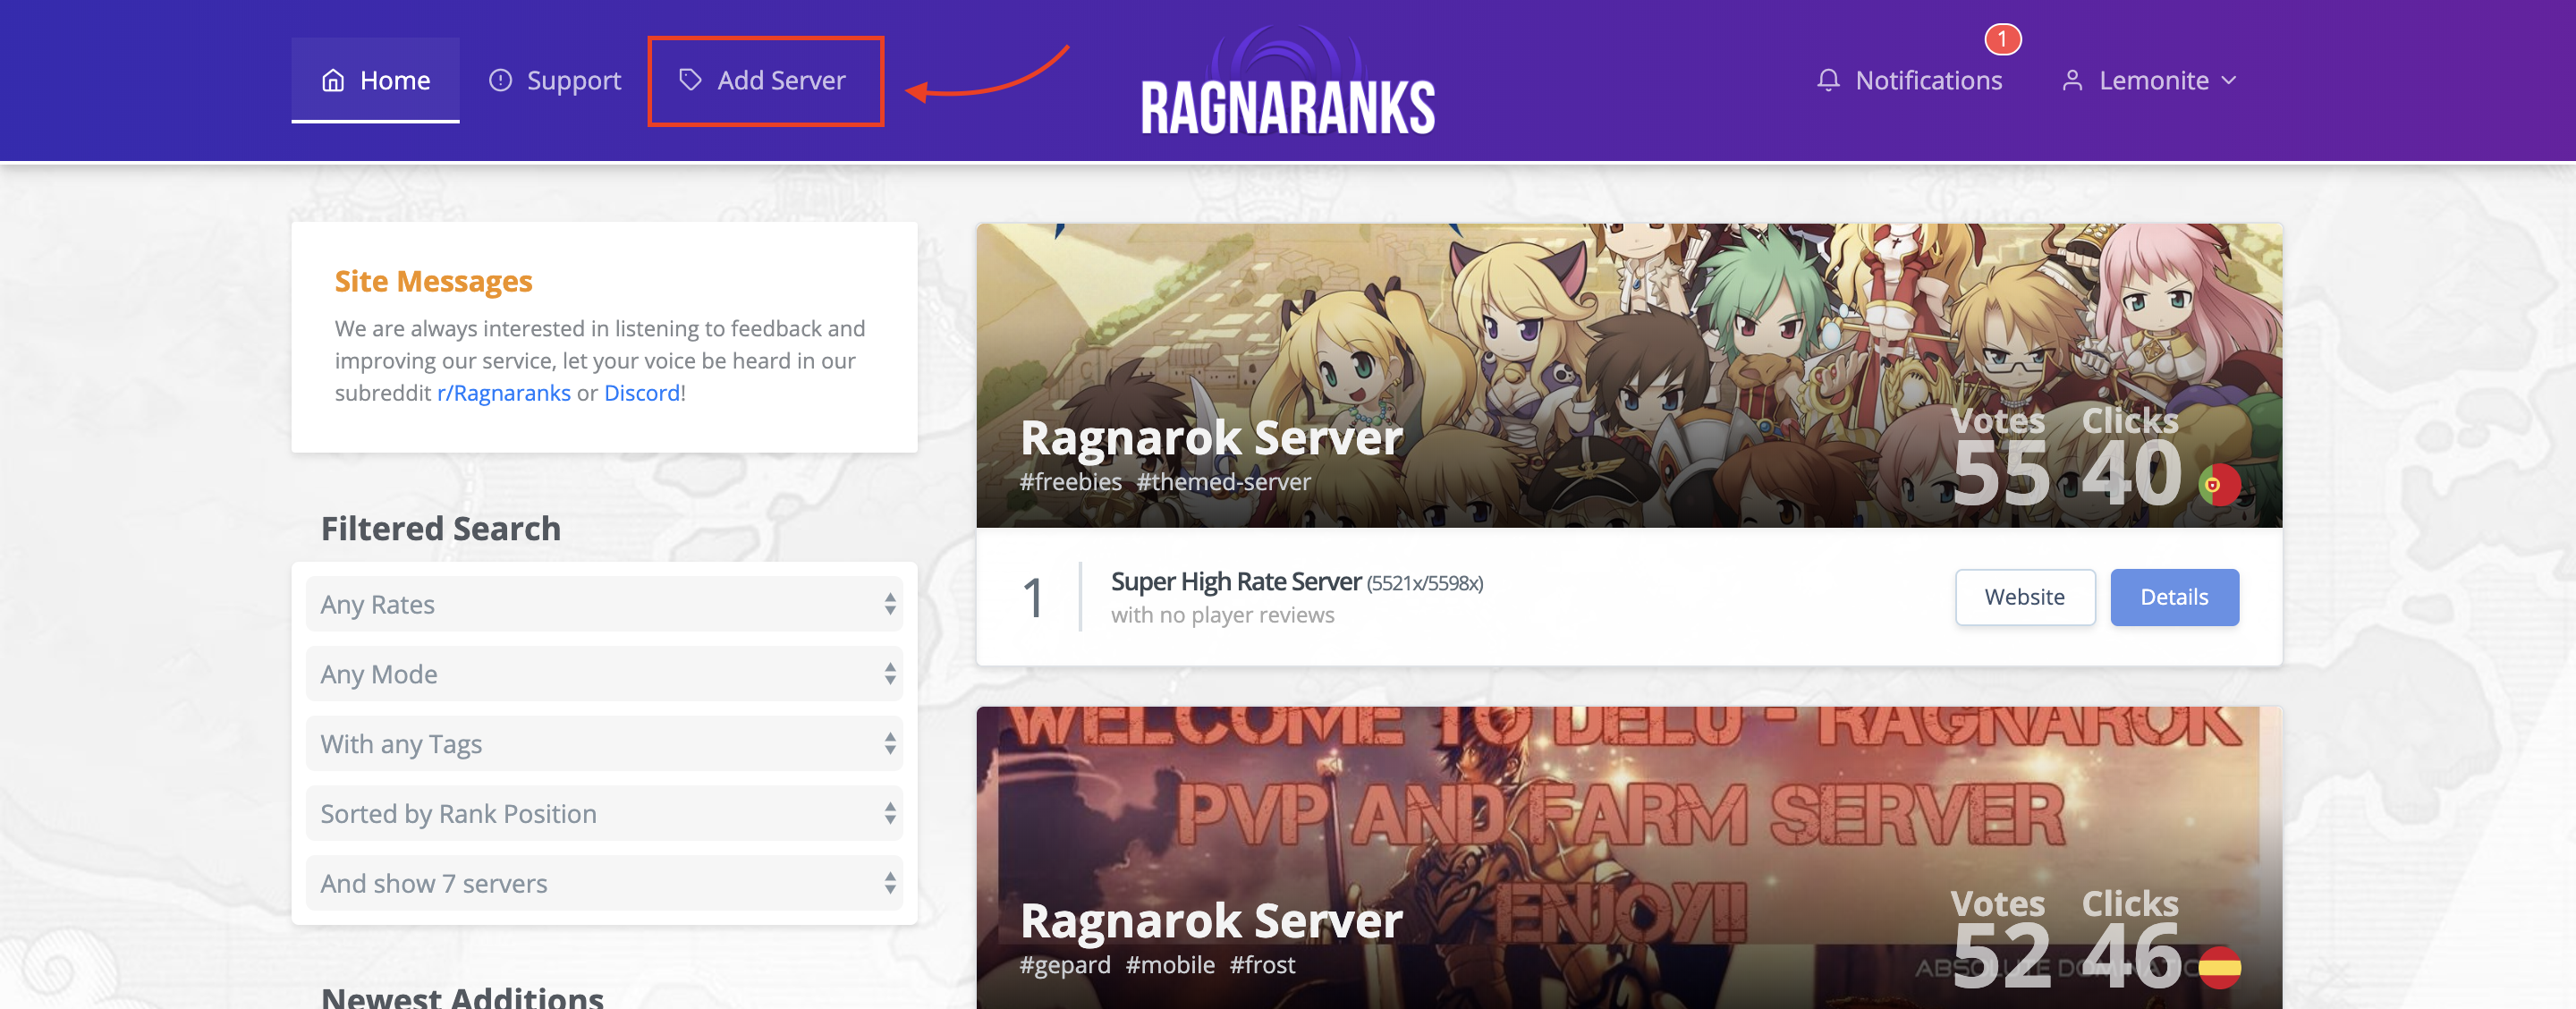 Home
Support
Add Server
RAGNARANKS
1
Notifications
Lemonite
Site Messages
We are always interested in listening to feedback and
improving our service, let your voice be heard in our
subreddit r/Ragnaranks or Discord!
Filtered Search
Any Rates
Any Mode
With any Tags
Sorted by Rank Position
And show 7 servers
Newest Additions
Ragnarok Server
#freebies #themed-server
Votes Clicks
55 40
1
Super High Rate Server (5521x/5598x)
with no player reviews
Website
Details
WELCOME TO DELU - RAGNAROK
PVP AND FARM SERVER
ENJOY!!
Ragnarok Server
#gepard #mobile #frost
Votes Clicks
52 46